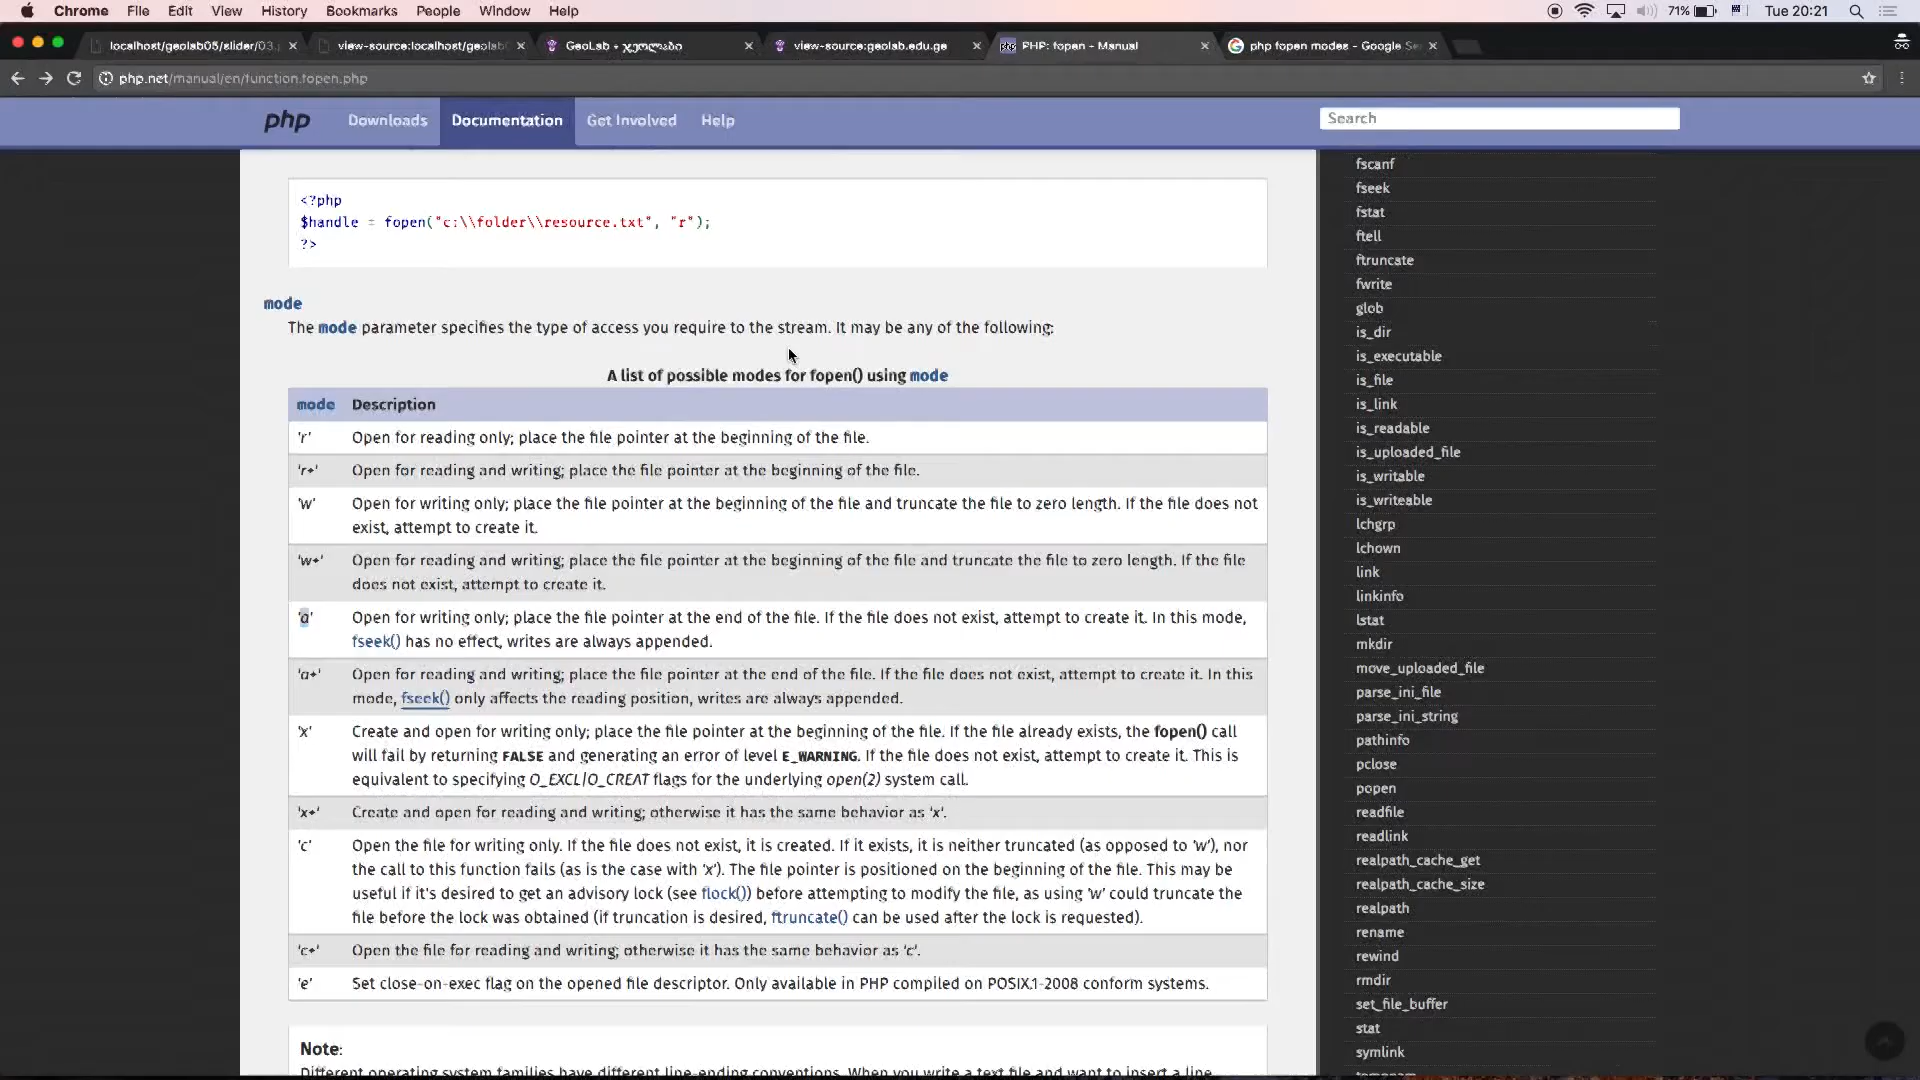 Chrome File Edit View History Bookmarks People Window Help 71% Tue 20:21
localhost/geolab05/slider/03. view-source:localhost/geolab GeoLab • ჯეოლაბი view-source:geolab.edu.ge PHP: fopen - Manual php fopen modes - Google Se
php.net/manual/en/function.fopen.php
php Downloads Documentation Get Involved Help Search
<?php
$handle = fopen("c:\\folder\\resource.txt", "r");
?>
mode
The mode parameter specifies the type of access you require to the stream. It may be any of the following:
A list of possible modes for fopen() using mode
mode Description
'r' Open for reading only; place the file pointer at the beginning of the file.
'r+' Open for reading and writing; place the file pointer at the beginning of the file.
'w' Open for writing only; place the file pointer at the beginning of the file and truncate the file to zero length. If the file does not
exist, attempt to create it.
'w+' Open for reading and writing; place the file pointer at the beginning of the file and truncate the file to zero length. If the file
does not exist, attempt to create it.
'a' Open for writing only; place the file pointer at the end of the file. If the file does not exist, attempt to create it. In this mode,
fseek() has no effect, writes are always appended.
'a+' Open for reading and writing; place the file pointer at the end of the file. If the file does not exist, attempt to create it. In this
mode, fseek() only affects the reading position, writes are always appended.
'x' Create and open for writing only; place the file pointer at the beginning of the file. If the file already exists, the fopen() call
will fail by returning FALSE and generating an error of level E_WARNING. If the file does not exist, attempt to create it. This is
equivalent to specifying O_EXCL|O_CREAT flags for the underlying open(2) system call.
'x+' Create and open for reading and writing; otherwise it has the same behavior as 'x'.
'c' Open the file for writing only. If the file does not exist, it is created. If it exists, it is neither truncated (as opposed to 'w'), nor
the call to this function fails (as is the case with 'x'). The file pointer is positioned on the beginning of the file. This may be
useful if it's desired to get an advisory lock (see flock()) before attempting to modify the file, as using 'w' could truncate the
file before the lock was obtained (if truncation is desired, ftruncate() can be used after the lock is requested).
'c+' Open the file for reading and writing; otherwise it has the same behavior as 'c'.
'e' Set close-on-exec flag on the opened file descriptor. Only available in PHP compiled on POSIX.1-2008 conform systems.
Note:
Different operating system families have different line-ending conventions. When you write a text file and want to insert a line
fscanf
fseek
fstat
ftell
ftruncate
fwrite
glob
is_dir
is_executable
is_file
is_link
is_readable
is_uploaded_file
is_writable
is_writeable
lchgrp
lchown
link
linkinfo
lstat
mkdir
move_uploaded_file
parse_ini_file
parse_ini_string
pathinfo
pclose
popen
readfile
readlink
realpath_cache_get
realpath_cache_size
realpath
rename
rewind
rmdir
set_file_buffer
stat
symlink